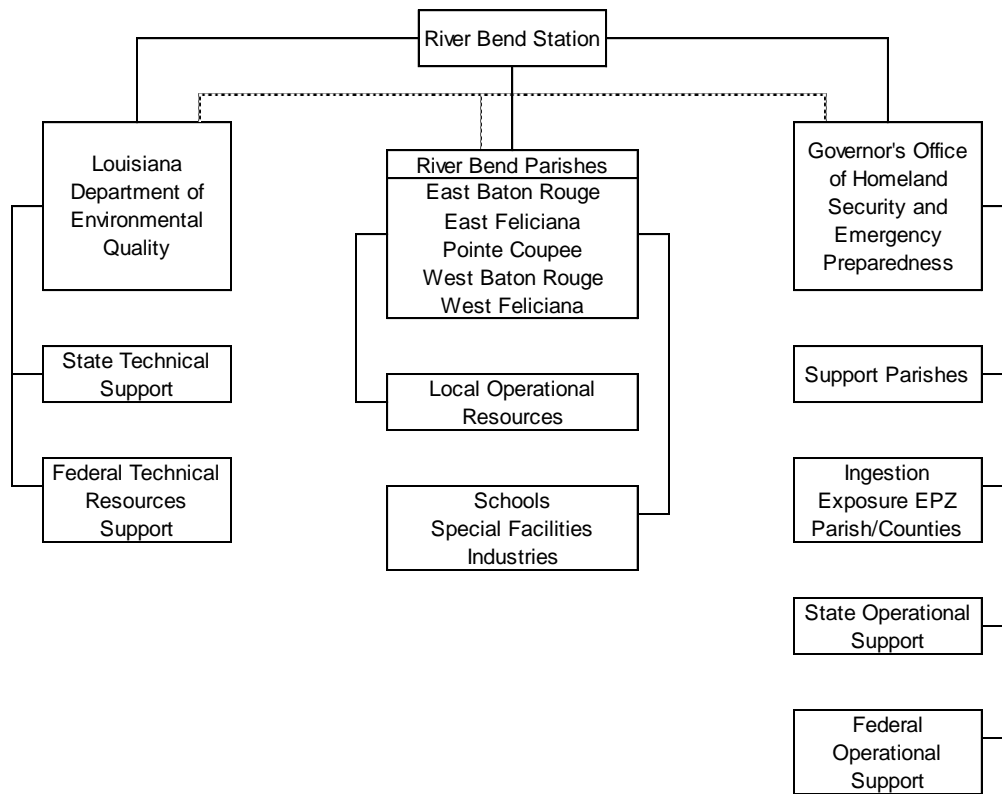 River Bend Station
Louisiana
Department of
Environmental
Quality
State Technical
Support
Federal Technical
Resources
Support
River Bend Parishes
East Baton Rouge
East Feliciana
Pointe Coupee
West Baton Rouge
West Feliciana
Local Operational
Resources
Schools
Special Facilities
Industries
Governor's Office
of Homeland
Security and
Emergency
Preparedness
Support Parishes
Ingestion
Exposure EPZ
Parish/Counties
State Operational
Support
Federal
Operational
Support